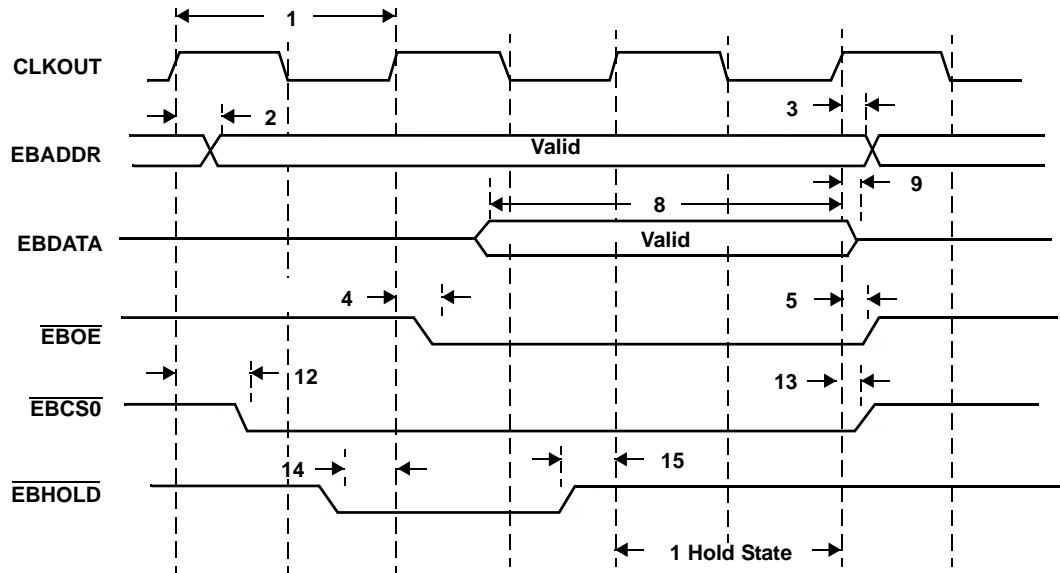 1
CLKOUT
2
3
EBADDR
Valid
9
8
EBDATA
Valid
4
5
EBOE
12
13
EBCS0
14
15
EBHOLD
1 Hold State